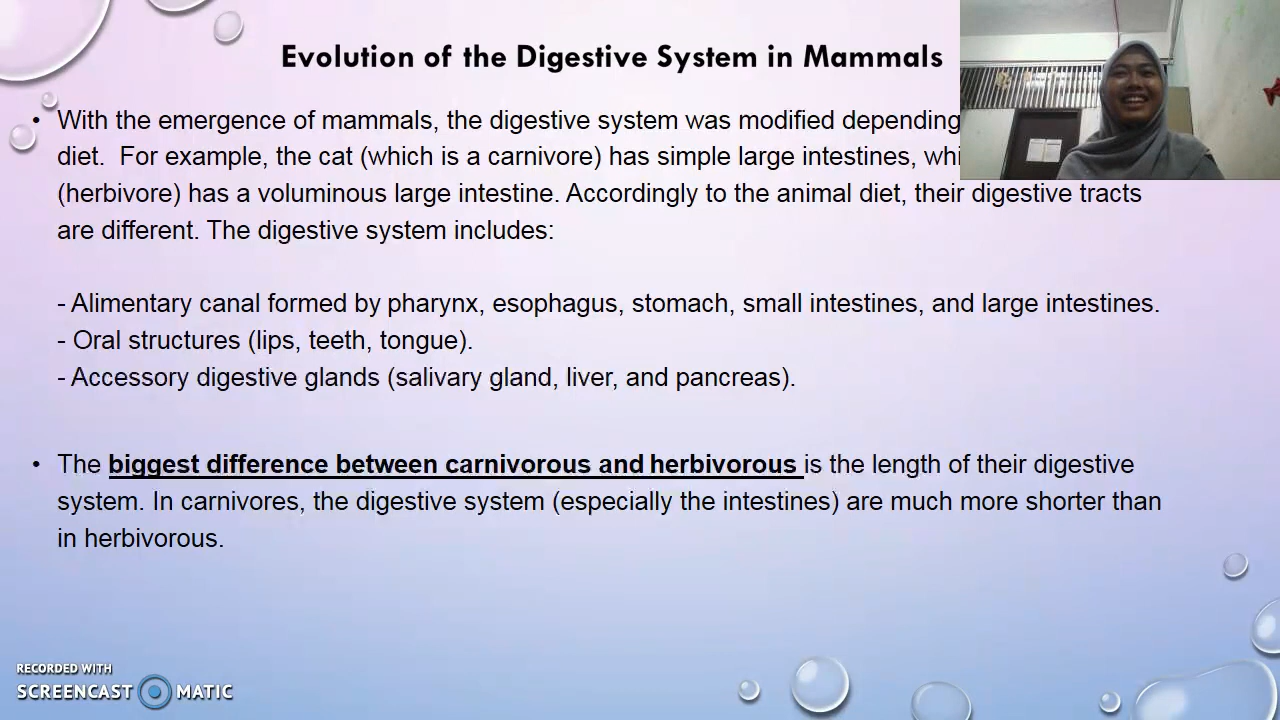 Evolution of the Digestive System in Mammals
• With the emergence of mammals, the digestive system was modified depending
diet.  For example, the cat (which is a carnivore) has simple large intestines,
(herbivore) has a voluminous large intestine. Accordingly to the animal diet, their digestive tracts
are different. The digestive system includes:
- Alimentary canal formed by pharynx, esophagus, stomach, small intestines, and large intestines.
- Oral structures (lips, teeth, tongue).
- Accessory digestive glands (salivary gland, liver, and pancreas).
• The biggest difference between carnivorous and herbivorous is the length of their digestive
system. In carnivores, the digestive system (especially the intestines) are much more shorter than
in herbivorous.
RECORDED WITH
SCREENCAST MATIC